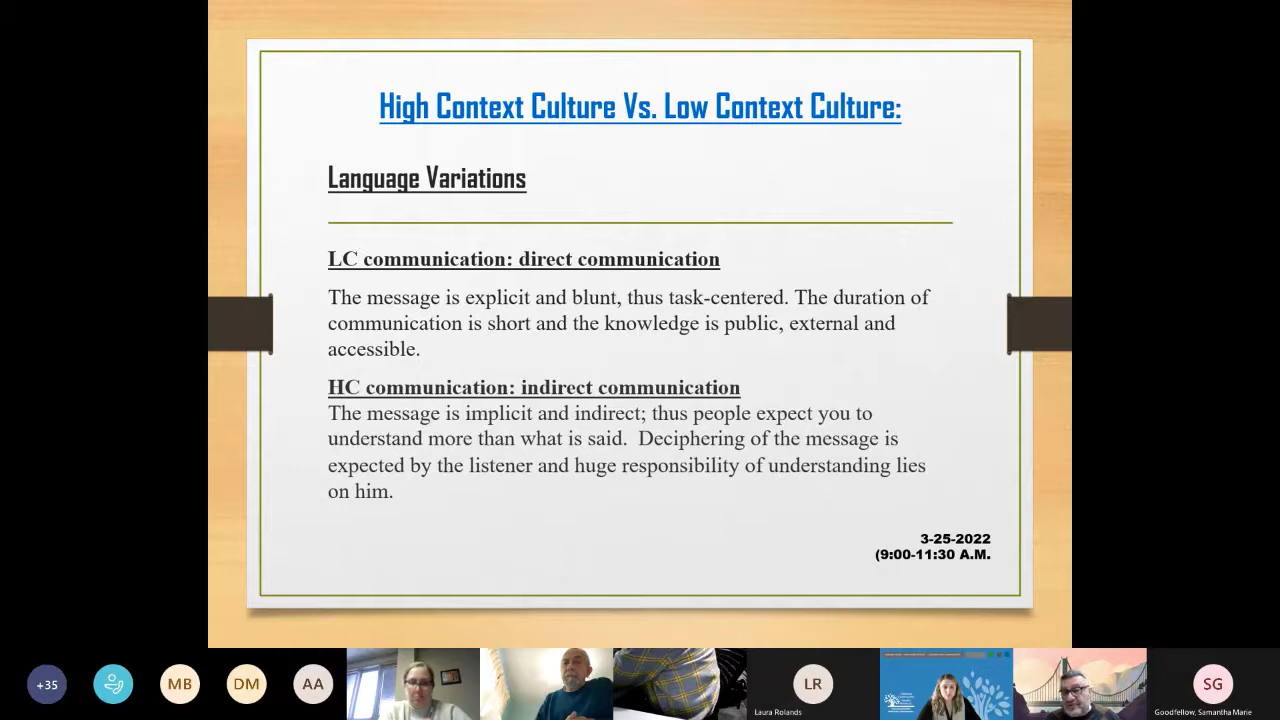 High Context Culture Vs. Low Context Culture:
Language Variations
LC communication: direct communication
The message is explicit and blunt, thus task-centered. The duration of
communication is short and the knowledge is public, external and
accessible.
HC communication: indirect communication
The message is implicit and indirect; thus people expect you to
understand more than what is said.  Deciphering of the message is
expected by the listener and huge responsibility of understanding lies
on him.
3-25-2022
(9:00-11:30 A.M.
+35
MB
DM
AA
LR
Laura Rolands
SG
Goodfellow, Samantha Marie